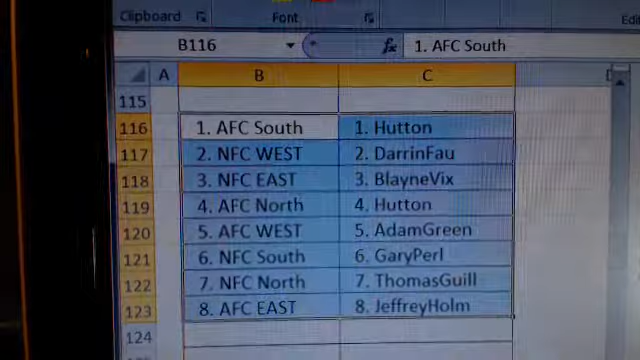 Clipboard Font Edi
B116 fx 1. AFC South
A B C D
115
116 1. AFC South 1. Hutton
117 2. NFC WEST 2. DarrinFau
118 3. NFC EAST 3. BlayneVix
119 4. AFC North 4. Hutton
120 5. AFC WEST 5. AdamGreen
121 6. NFC South 6. GaryPerl
122 7. NFC North 7. ThomasGuill
123 8. AFC EAST 8. JeffreyHolm
124